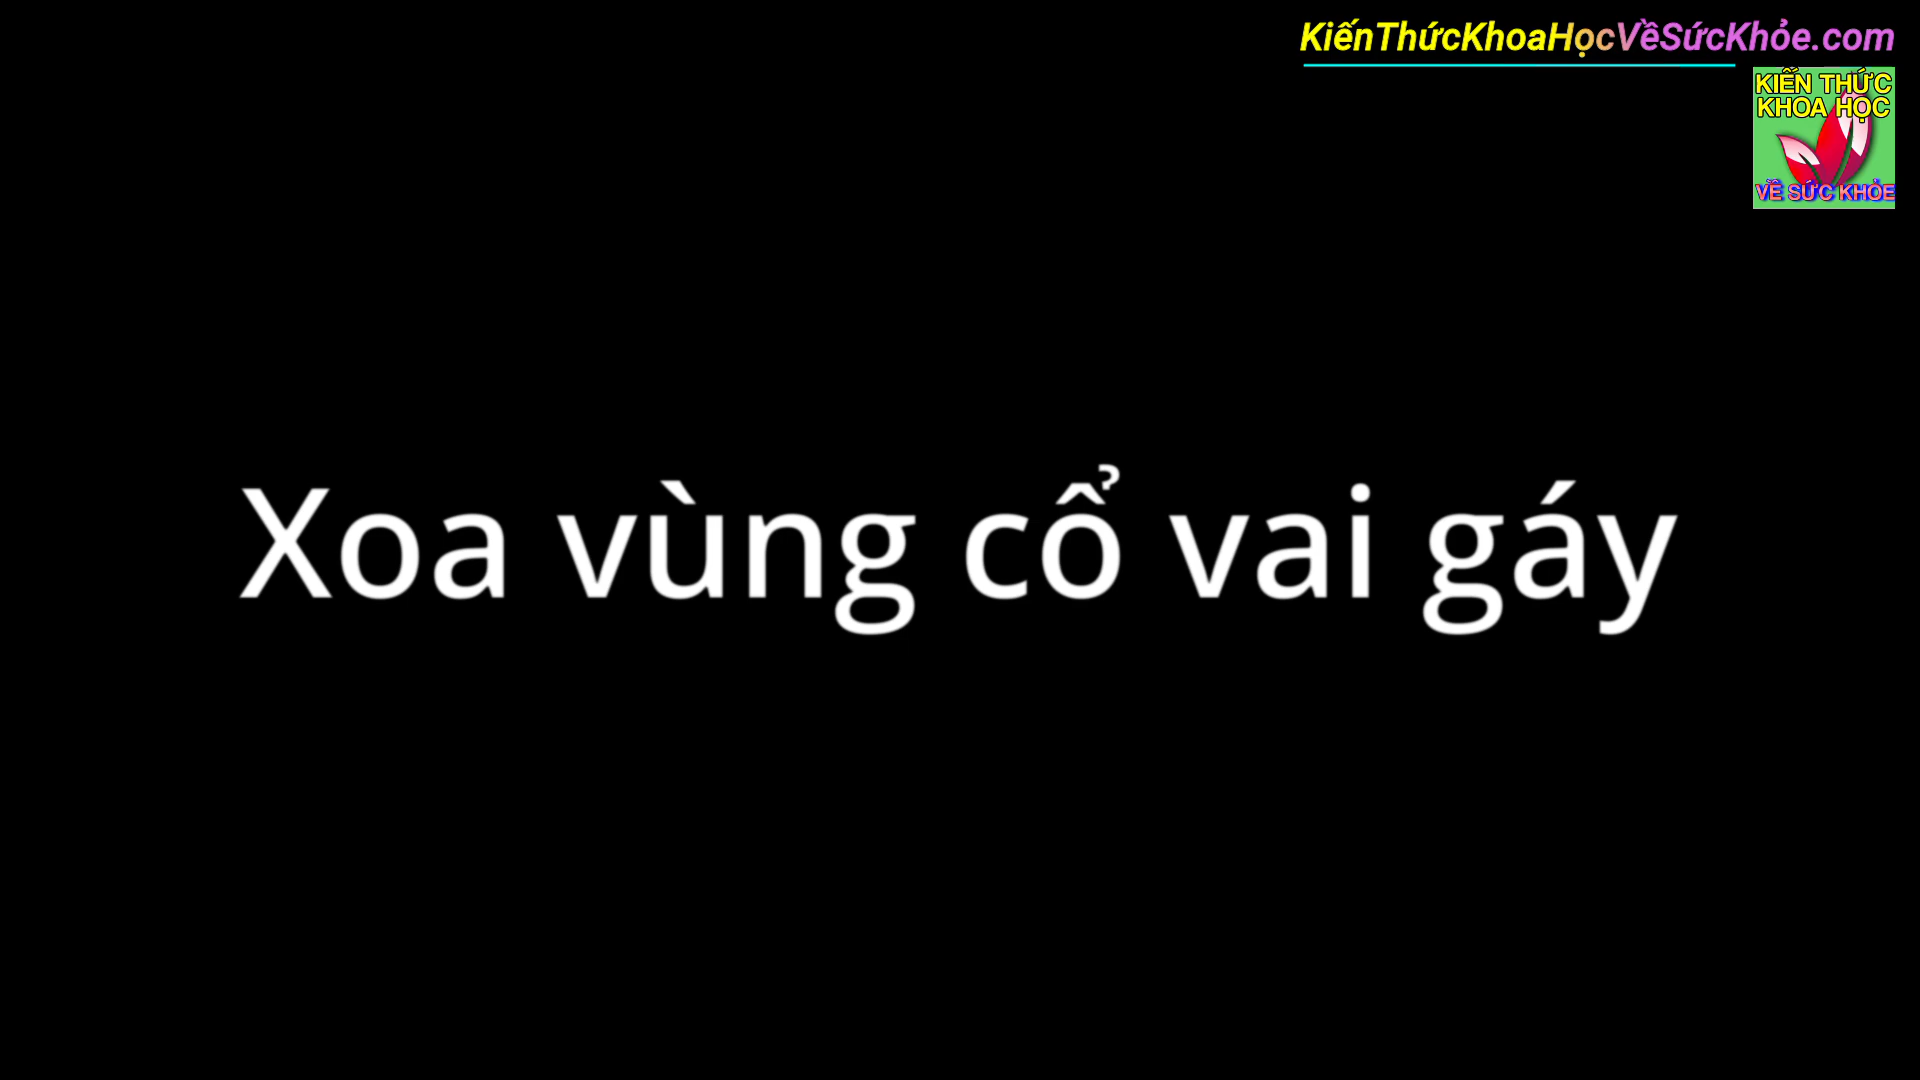 KiếnThứcKhoaHọcVềSứcKhỏe.com
KIẾN THỨC
KHOA HỌC
VỀ SỨC KHỎE
Xoa vùng cổ vai gáy